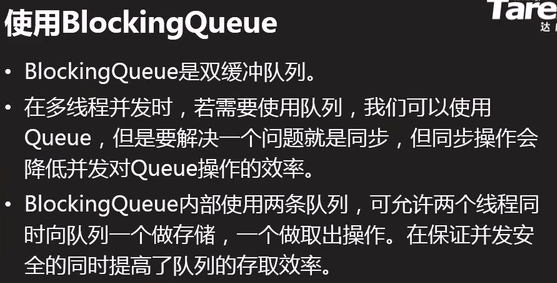 使用BlockingQueue
Tare
达
• BlockingQueue是双缓冲队列。
• 在多线程并发时，若需要使用队列，我们可以使用
Queue，但是要解决一个问题就是同步，但同步操作会
降低并发对Queue操作的效率。
• BlockingQueue内部使用两条队列，可允许两个线程同
时向队列一个做存储，一个做取出操作。在保证并发安
全的同时提高了队列的存取效率。